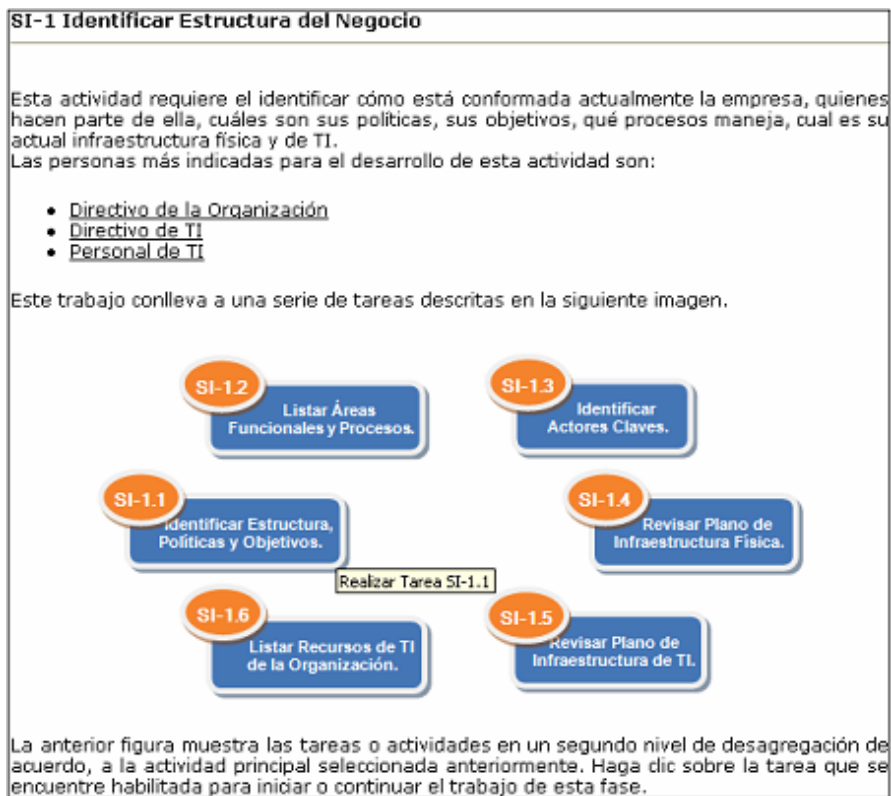 SI-1 Identificar Estructura del Negocio
Esta actividad requiere el identificar cómo está conformada actualmente la empresa, quienes
hacen parte de ella, cuáles son sus políticas, sus objetivos, qué procesos maneja, cual es su
actual infraestructura física y de TI.
Las personas más indicadas para el desarrollo de esta actividad son:
• Directivo de la Organización
• Directivo de TI
• Personal de TI
Este trabajo conlleva a una serie de tareas descritas en la siguiente imagen.
SI-1.2
Listar Áreas
Funcionales y Procesos.
SI-1.3
Identificar
Actores Claves.
SI-1.1
Identificar Estructura,
Políticas y Objetivos.
SI-1.4
Revisar Plano de
Infraestructura Física.
Realizar Tarea SI-1.1
SI-1.6
Listar Recursos de TI
de la Organización.
SI-1.5
Revisar Plano de
Infraestructura de TI.
La anterior figura muestra las tareas o actividades en un segundo nivel de desagregación de
acuerdo, a la actividad principal seleccionada anteriormente. Haga clic sobre la tarea que se
encuentre habilitada para iniciar o continuar el trabajo de esta fase.